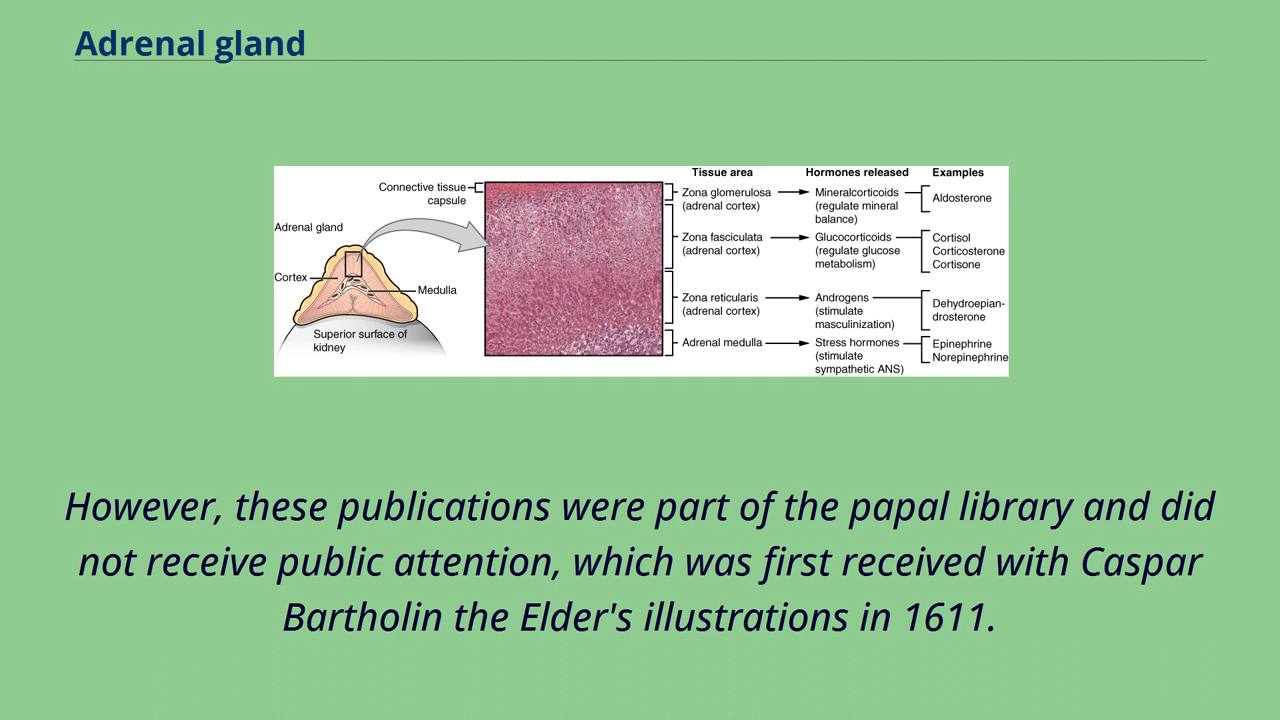 Adrenal gland
Tissue area
Hormones released
Examples
Connective tissue
capsule
Adrenal gland
Cortex
Medulla
Superior surface of
kidney
Zona glomerulosa
(adrenal cortex)
Mineralcorticoids
(regulate mineral
balance)
Aldosterone
Zona fasciculata
(adrenal cortex)
Glucocorticoids
(regulate glucose
metabolism)
Cortisol
Corticosterone
Cortisone
Zona reticularis
(adrenal cortex)
Androgens
(stimulate
masculinization)
Dehydroepian-
drosterone
Adrenal medulla
Stress hormones
(stimulate
sympathetic ANS)
Epinephrine
Norepinephrine
However, these publications were part of the papal library and did
not receive public attention, which was first received with Caspar
Bartholin the Elder's illustrations in 1611.